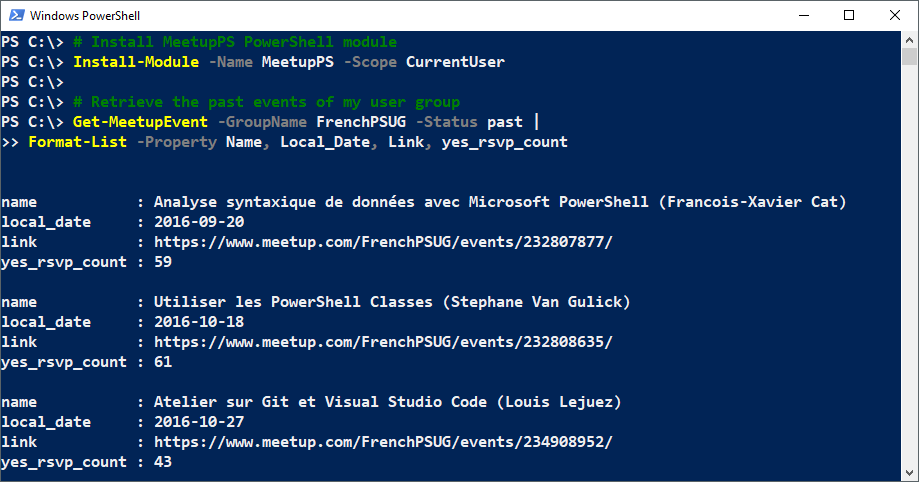 Windows PowerShell
PS C:\> # Install MeetupPS PowerShell module
PS C:\> Install-Module -Name MeetupPS -Scope CurrentUser
PS C:\>
PS C:\> # Retrieve the past events of my user group
PS C:\> Get-MeetupEvent -GroupName FrenchPSUG -Status past |
>> Format-List -Property Name, Local_Date, Link, yes_rsvp_count
name           : Analyse syntaxique de données avec Microsoft PowerShell (Francois-Xavier Cat)
local_date     : 2016-09-20
link           : https://www.meetup.com/FrenchPSUG/events/232807877/
yes_rsvp_count : 59
name           : Utiliser les PowerShell Classes (Stephane Van Gulick)
local_date     : 2016-10-18
link           : https://www.meetup.com/FrenchPSUG/events/232808635/
yes_rsvp_count : 61
name           : Atelier sur Git et Visual Studio Code (Louis Lejuez)
local_date     : 2016-10-27
link           : https://www.meetup.com/FrenchPSUG/events/234908952/
yes_rsvp_count : 43